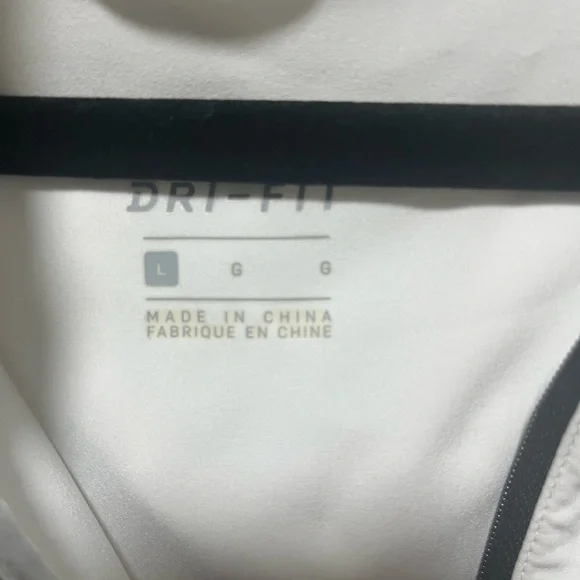 DRI-FIT
L G G
MADE IN CHINA
FABRIQUE EN CHINE